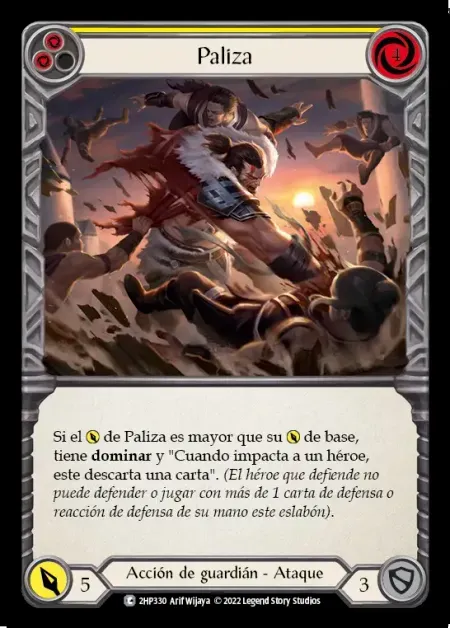 Paliza
4
Si el de Paliza es mayor que su de base,
tiene dominar y "Cuando impacta a un héroe,
este descarta una carta". (El héroe que defiende no
puede defender o jugar con más de 1 carta de defensa o
reacción de defensa de su mano este eslabón).
5
Acción de guardián - Ataque
3
C 2HP330 Arif Wijaya © 2022 Legend Story Studios